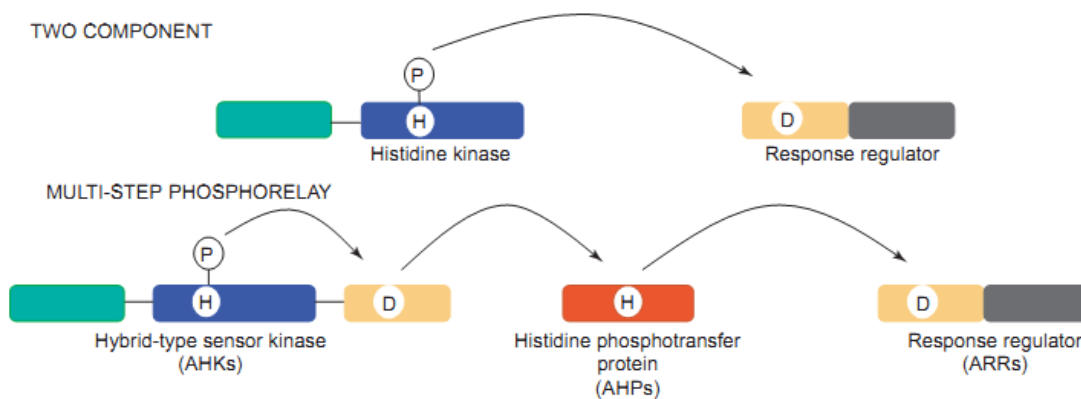 TWO COMPONENT
P
H
D
Histidine kinase
Response regulator
MULTI-STEP PHOSPHORELAY
P
H
D
H
D
Hybrid-type sensor kinase
(AHKs)
Histidine phosphotransfer
protein
(AHPs)
Response regulator
(ARRs)